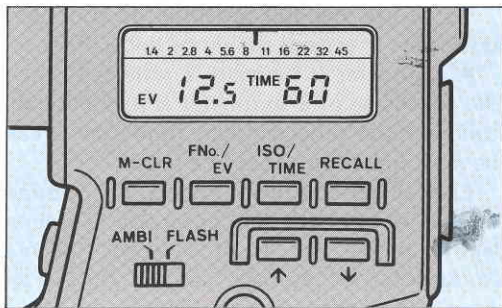 1.4 2 2.8 4 5.6 8 11 16 22 32 45
EV 12.5 TIME 60
M-CLR FNo./EV ISO/TIME RECALL
AMBI FLASH
↑ ↓